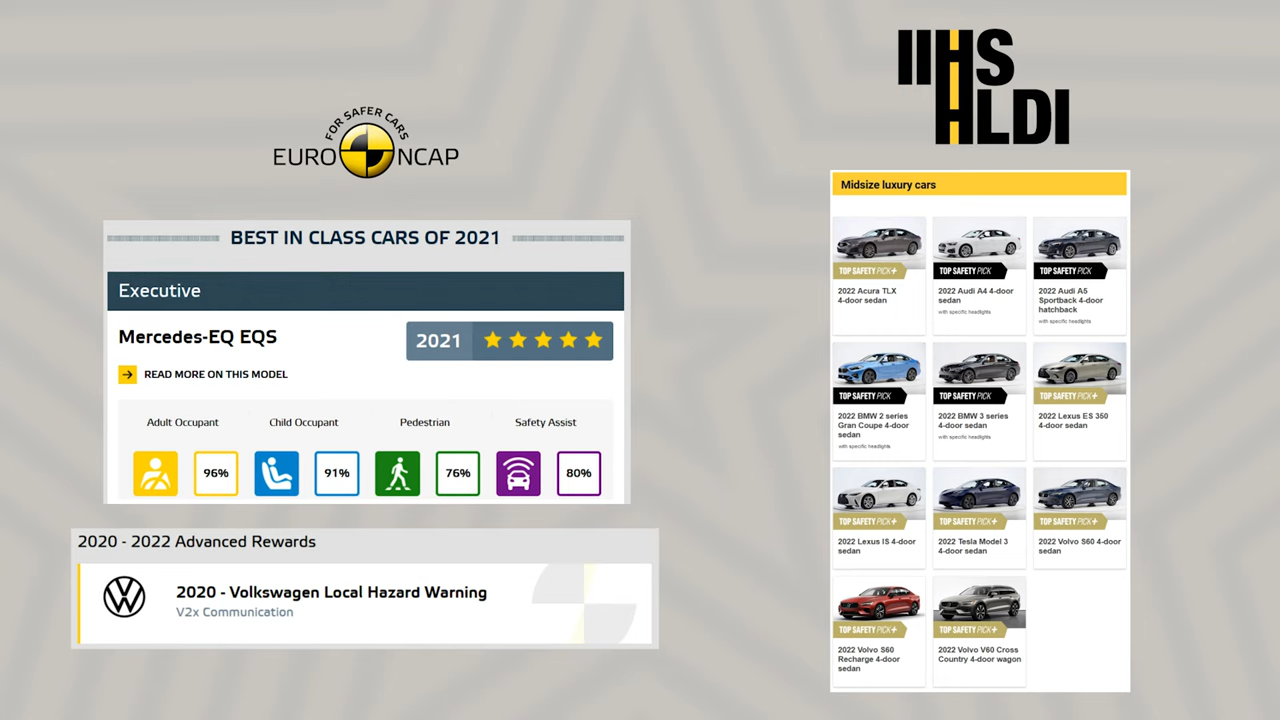 FOR SAFER CARS
EURO NCAP
BEST IN CLASS CARS OF 2021
Executive
Mercedes-EQ EQS
2021
READ MORE ON THIS MODEL
Adult Occupant
Child Occupant
Pedestrian
Safety Assist
96%
91%
76%
80%
2020 - 2022 Advanced Rewards
2020 - Volkswagen Local Hazard Warning
V2x Communication
IIHS
HLDI
Midsize luxury cars
TOP SAFETY PICK+
2022 Acura TLX
4-door sedan
TOP SAFETY PICK
2022 Audi A4 4-door
sedan
with specific headlights
TOP SAFETY PICK
2022 Audi A5
Sportback 4-door
hatchback
with specific headlights
TOP SAFETY PICK
2022 BMW 2 series
Gran Coupe 4-door
sedan
with specific headlights
TOP SAFETY PICK
2022 BMW 3 series
4-door sedan
with specific headlights
TOP SAFETY PICK+
2022 Lexus ES 350
4-door sedan
TOP SAFETY PICK+
2022 Lexus IS 4-door
sedan
TOP SAFETY PICK+
2022 Tesla Model 3
4-door sedan
TOP SAFETY PICK+
2022 Volvo S60 4-door
sedan
TOP SAFETY PICK+
2022 Volvo S60
Recharge 4-door
sedan
TOP SAFETY PICK+
2022 Volvo V60 Cross
Country 4-door wagon